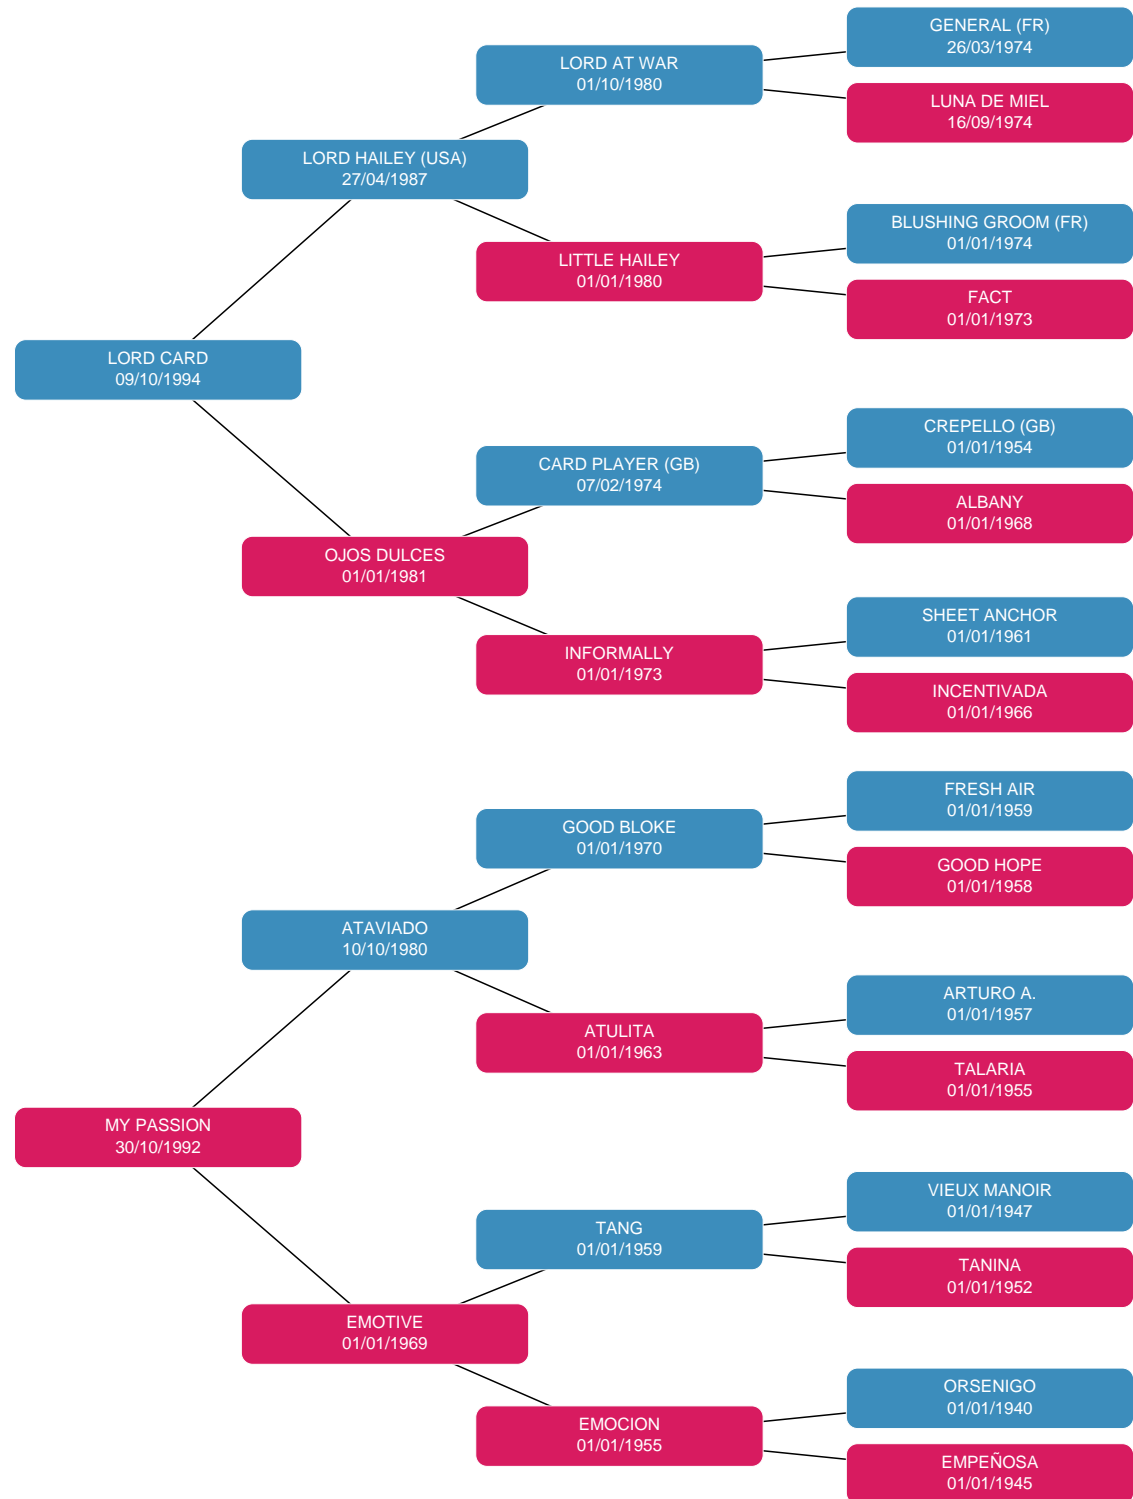 GENERAL (FR)
26/03/1974
LORD AT WAR
01/10/1980
LUNA DE MIEL
16/09/1974
LORD HAILEY (USA)
27/04/1987
BLUSHING GROOM (FR)
01/01/1974
LITTLE HAILEY
01/01/1980
FACT
01/01/1973
LORD CARD
09/10/1994
CREPELLO (GB)
01/01/1954
CARD PLAYER (GB)
07/02/1974
ALBANY
01/01/1968
OJOS DULCES
01/01/1981
SHEET ANCHOR
01/01/1961
INFORMALLY
01/01/1973
INCENTIVADA
01/01/1966
FRESH AIR
01/01/1959
GOOD BLOKE
01/01/1970
GOOD HOPE
01/01/1958
ATAVIADO
10/10/1980
ARTURO A.
01/01/1957
ATULITA
01/01/1963
TALARIA
01/01/1955
MY PASSION
30/10/1992
VIEUX MANOIR
01/01/1947
TANG
01/01/1959
TANINA
01/01/1952
EMOTIVE
01/01/1969
ORSENIGO
01/01/1940
EMOCION
01/01/1955
EMPEÑOSA
01/01/1945